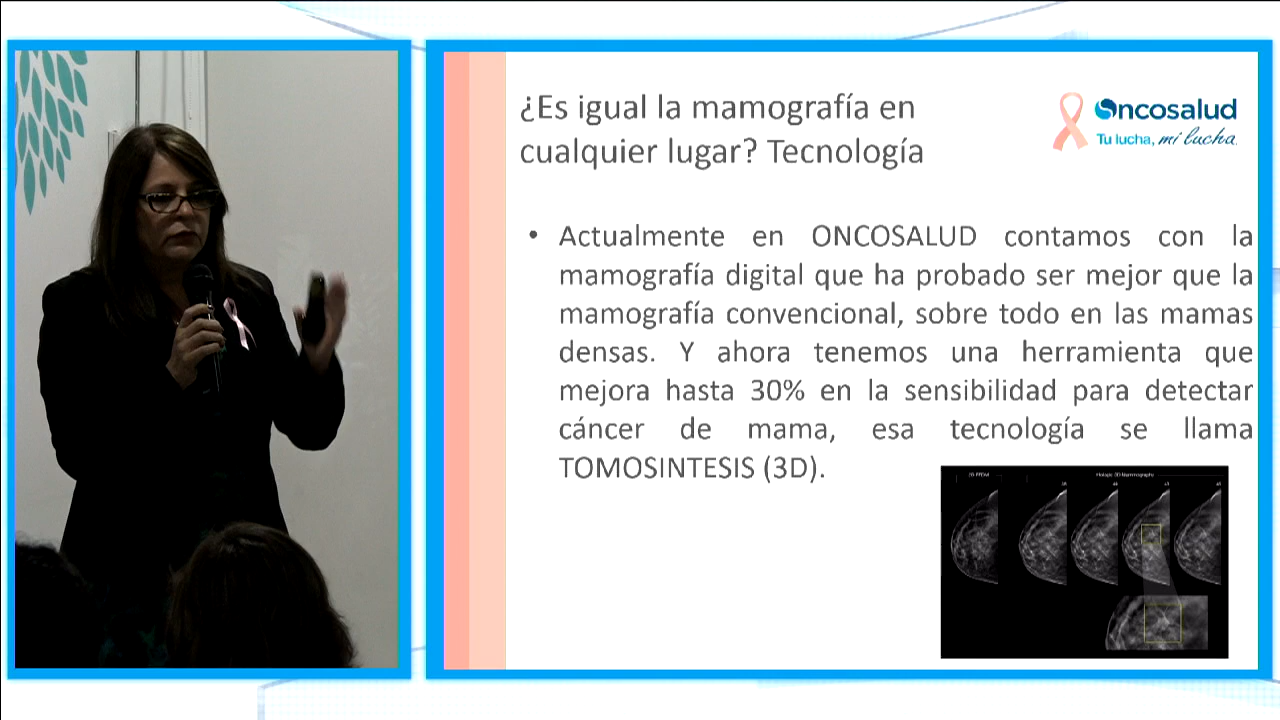 ¿Es igual la mamografía en
cualquier lugar? Tecnología
Oncosalud
Tu lucha, mi lucha.
• Actualmente en ONCOSALUD contamos con la
mamografía digital que ha probado ser mejor que la
mamografía convencional, sobre todo en las mamas
densas. Y ahora tenemos una herramienta que
mejora hasta 30% en la sensibilidad para detectar
cáncer de mama, esa tecnología se llama
TOMOSINTESIS (3D).